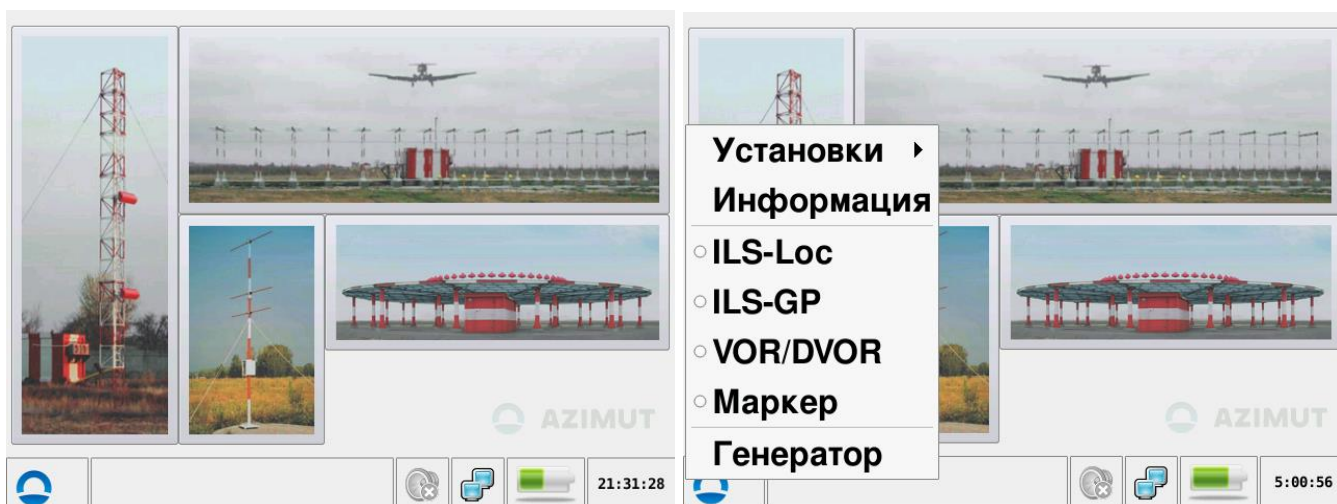 AZIMUT
21:31:28
Установки
Информация
ILS-Loc
ILS-GP
VOR/DVOR
Маркер
Генератор
AZIMUT
5:00:56